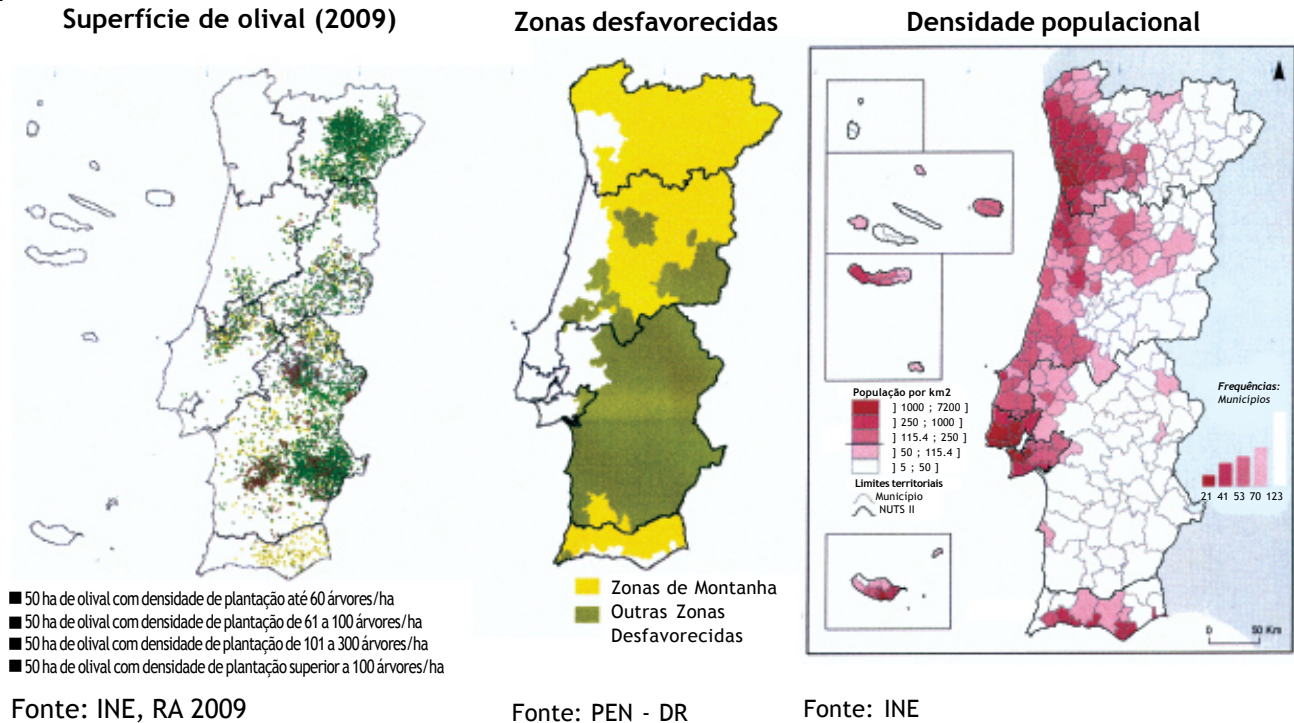 Superfície de olival (2009)
■ 50 ha de olival com densidade de plantação até 60 árvores/ha
■ 50 ha de olival com densidade de plantação de 61 a 100 árvores/ha
■ 50 ha de olival com densidade de plantação de 101 a 300 árvores/ha
■ 50 ha de olival com densidade de plantação superior a 100 árvores/ha
Fonte: INE, RA 2009
Zonas desfavorecidas
Zonas de Montanha
Outras Zonas
Desfavorecidas
Fonte: PEN - DR
Densidade populacional
População por km2
] 1000 ; 7200 ]
] 250 ; 1000 ]
] 115.4 ; 250 ]
] 50 ; 115.4 ]
] 5 ; 50 ]
Limites territoriais
Município
NUTS II
Frequências:
Municípios
21 41 53 70 123
0 50 Km
Fonte: INE